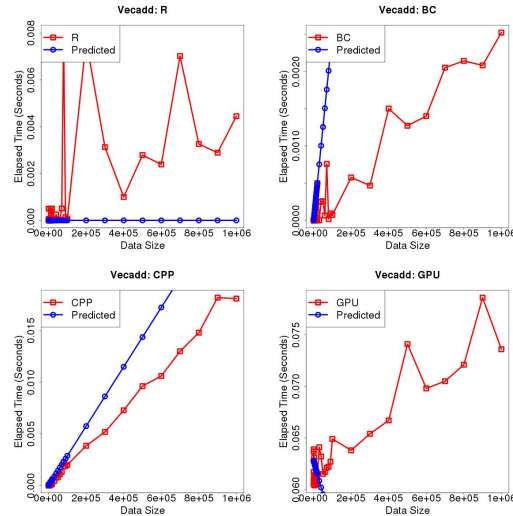 Vecadd: R
R
Predicted
Elapsed Time (Seconds)
0.000 0.002 0.004 0.006 0.008
0e+00 2e+05 4e+05 6e+05 8e+05 1e+06
Data Size
Vecadd: BC
BC
Predicted
Elapsed Time (Seconds)
0.000 0.010 0.020
0e+00 2e+05 4e+05 6e+05 8e+05 1e+06
Data Size
Vecadd: CPP
CPP
Predicted
Elapsed Time (Seconds)
0.000 0.005 0.010 0.015
0e+00 2e+05 4e+05 6e+05 8e+05 1e+06
Data Size
Vecadd: GPU
GPU
Predicted
Elapsed Time (Seconds)
0.060 0.065 0.070 0.075
0e+00 2e+05 4e+05 6e+05 8e+05 1e+06
Data Size